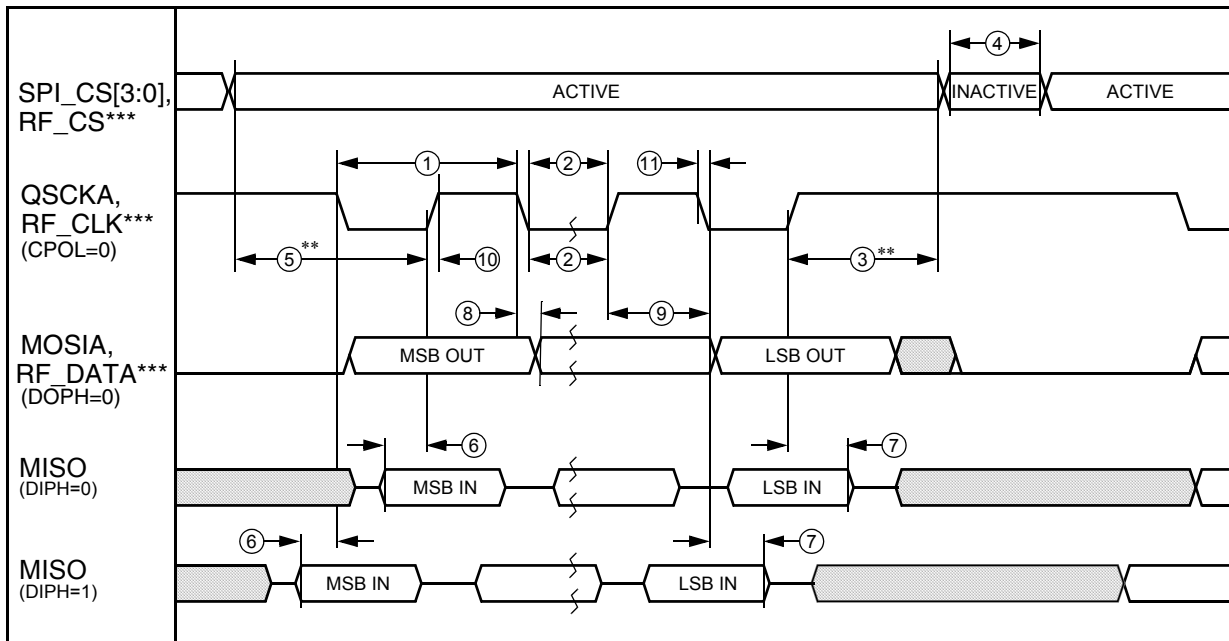 4
SPI_CS[3:0],
RF_CS***
ACTIVE
INACTIVE
ACTIVE
1
2
11
QSCKA,
RF_CLK***
(CPOL=0)
5**
10
2
3**
8
9
MOSIA,
RF_DATA***
(DOPH=0)
MSB OUT
LSB OUT
6
7
MISO
(DIPH=0)
MSB IN
LSB IN
6
7
MISO
(DIPH=1)
MSB IN
LSB IN